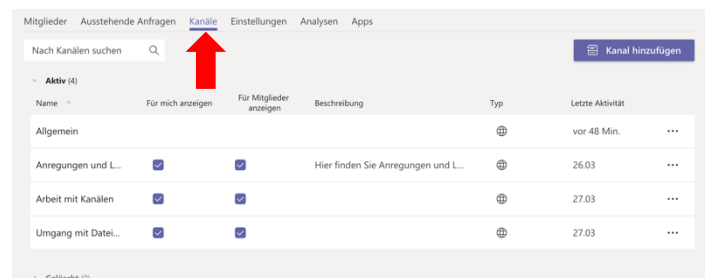 Mitglieder Ausstehende Anfragen Kanäle Einstellungen Analysen Apps
Nach Kanälen suchen Kanal hinzufügen
Aktiv (4)
Name Für mich anzeigen Für Mitglieder anzeigen Beschreibung Typ Letzte Aktivität
Allgemein vor 48 Min.
Anregungen und L... Hier finden Sie Anregungen und L... 26.03
Arbeit mit Kanälen 27.03
Umgang mit Datei... 27.03
Gelöscht (0)